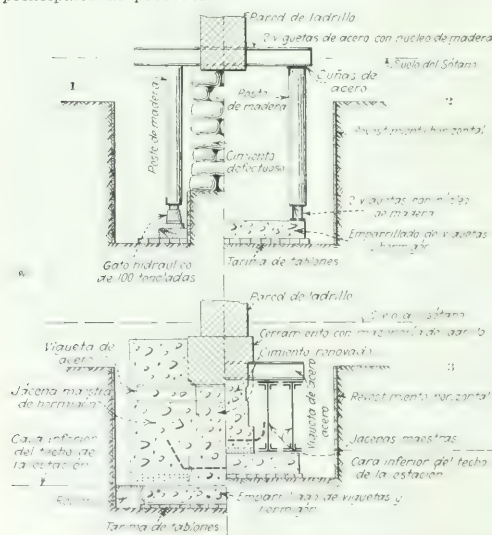 Pared de ladrillo
2 viguetas de acero con nucleo de madera
Suelo del Sótano
1
Cuñas de
acero
Poste
de madera
Poste de madera
2
Revestimiento horizontal
Cimiento
defectuoso
2 viguetas con núcleo
de madera
Emparrillado de viguetas
y hormigón
Gato hidráulico
de 100 toneladas
Tarima de tablones
Pared de ladrillo
Vigueta de
acero
Cimiento renovado
3
Jácena maestra
de hormigón
Vigueta de acero
acero
Revestimiento horizontal
Cara inferior
del techo de
la estación
Jácenas maestras
Cara inferior del techo
de la estación
Emparrillado de viguetas y
hormigón
Tarima de tablones